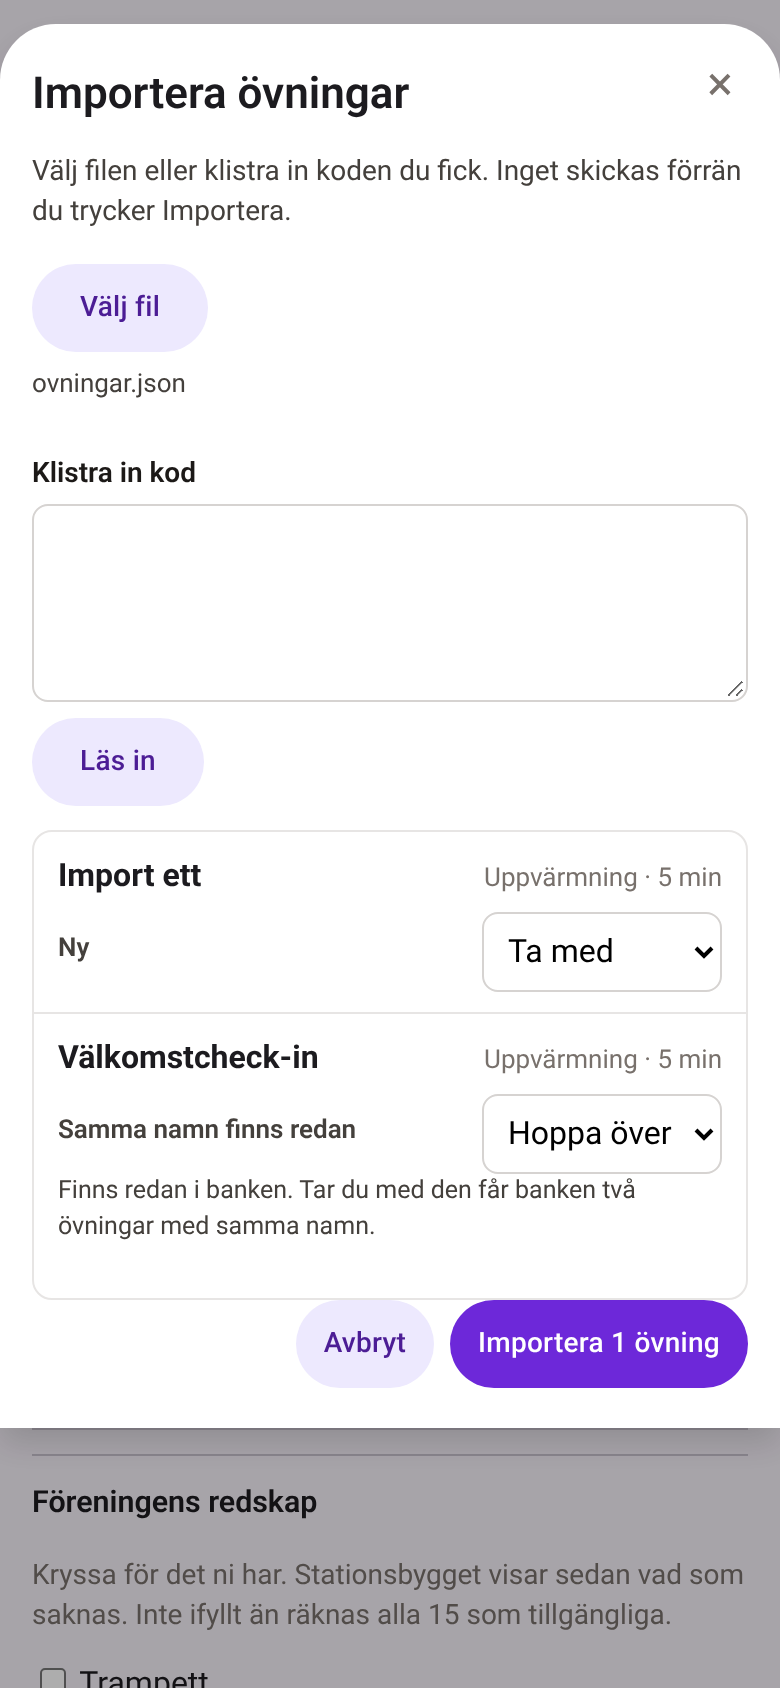 Importera övningar
Välj filen eller klistra in koden du fick. Inget skickas förrän
du trycker Importera.
Välj fil
ovningar.json
Klistra in kod
Läs in
Import ett
Uppvärmning · 5 min
Ny
Ta med
Välkomstcheck-in
Uppvärmning · 5 min
Samma namn finns redan
Hoppa över
Finns redan i banken. Tar du med den får banken två
övningar med samma namn.
Avbryt
Importera 1 övning
Föreningens redskap
Kryssa för det ni har. Stationsbygget visar sedan vad som
saknas. Inte ifyllt än räknas alla 15 som tillgängliga.
Trampett